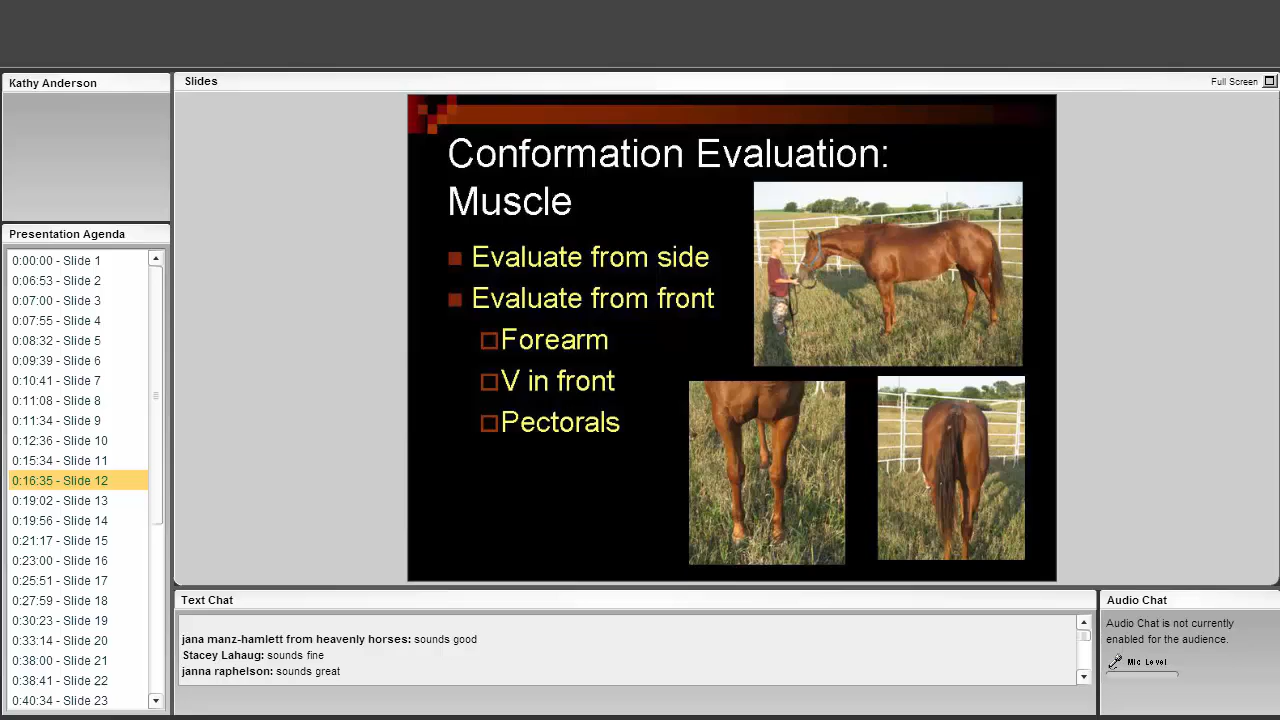 Kathy Anderson
Slides
Full Screen
Conformation Evaluation:
Muscle
Evaluate from side
Evaluate from front
Forearm
V in front
Pectorals
Presentation Agenda
0:00:00 - Slide 1
0:06:53 - Slide 2
0:07:00 - Slide 3
0:07:55 - Slide 4
0:08:32 - Slide 5
0:09:39 - Slide 6
0:10:41 - Slide 7
0:11:08 - Slide 8
0:11:34 - Slide 9
0:12:36 - Slide 10
0:15:34 - Slide 11
0:16:35 - Slide 12
0:19:02 - Slide 13
0:19:56 - Slide 14
0:21:17 - Slide 15
0:23:00 - Slide 16
0:25:51 - Slide 17
0:27:59 - Slide 18
0:30:23 - Slide 19
0:33:14 - Slide 20
0:38:00 - Slide 21
0:38:41 - Slide 22
0:40:34 - Slide 23
Text Chat
jana manz-hamlett from heavenly horses: sounds good
Stacey Lahaug: sounds fine
janna raphelson: sounds great
Audio Chat
Audio Chat is not currently
enabled for the audience.
Mic Level